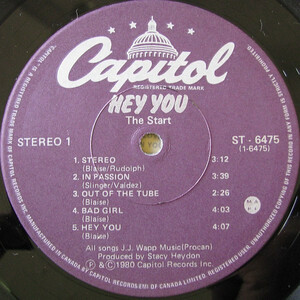 Capitol
REGISTERED TRADE MARK
HEY YOU
The Start
STEREO 1
ST - 6475
(1-6475)
1. STEREO 3:12
(Blaise/Rudolph)
2. IN PASSION 3:39
(Slinger/Valdez)
3. OUT OF THE TUBE 2:26
(Blaise)
4. BAD GIRL 4:03
(Blaise)
5. HEY YOU 4:07
(Blaise)
All songs J.J. Wapp Music(Procan)
Produced by Stacy Heydon
℗ ©1980 Capitol Records Inc.